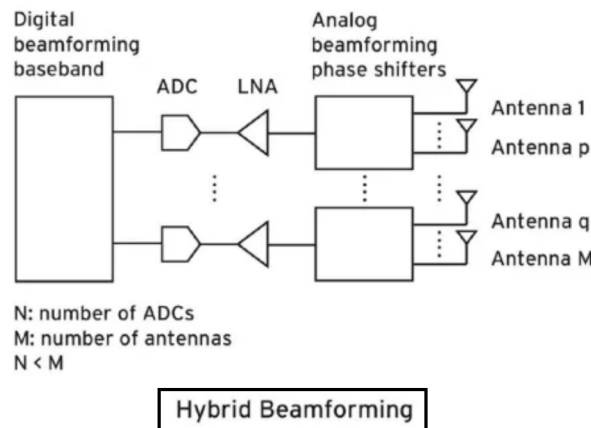 Digital
beamforming
baseband
ADC
LNA
Analog
beamforming
phase shifters
Antenna 1
Antenna p
Antenna q
Antenna M
N: number of ADCs
M: number of antennas
N < M
Hybrid Beamforming